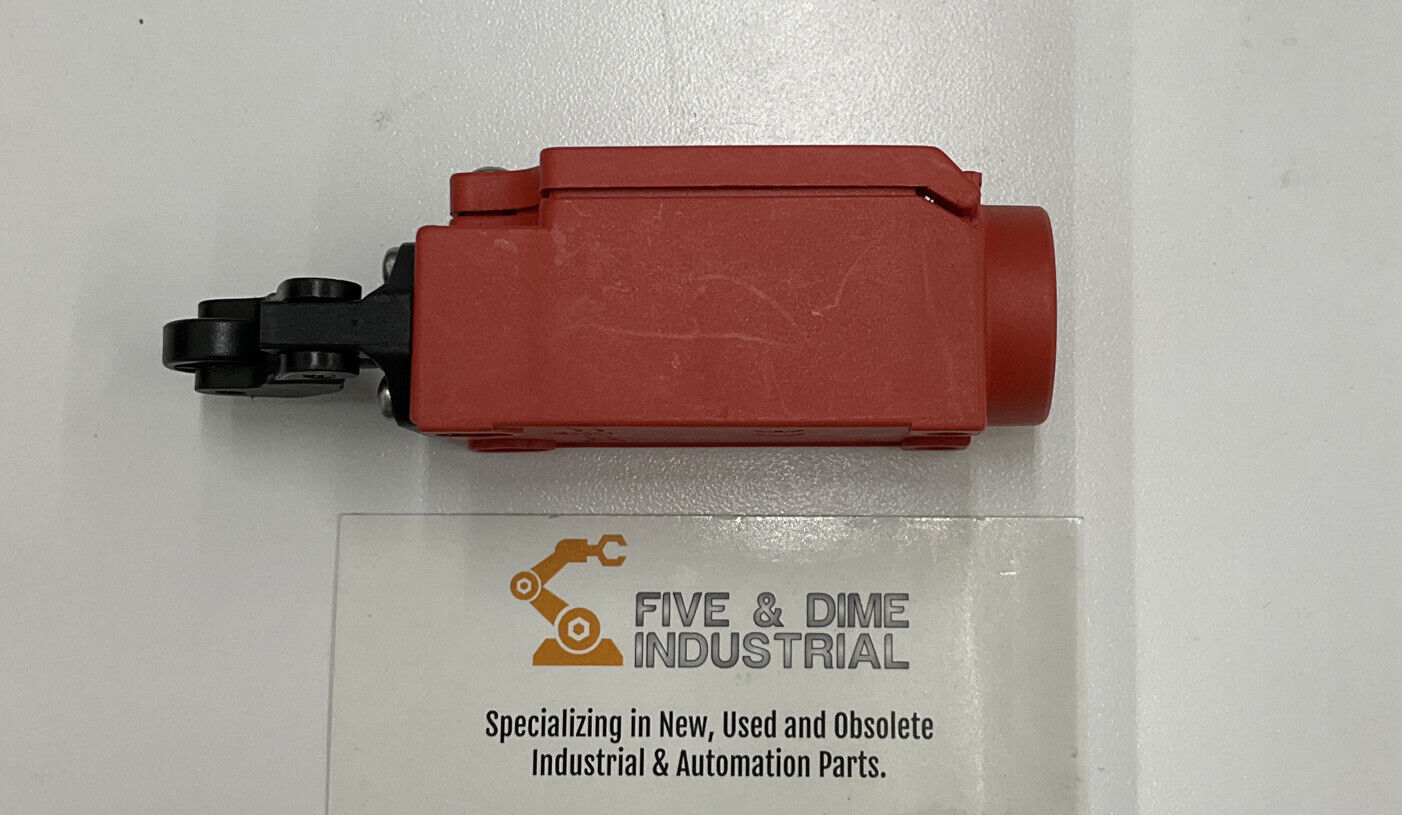 FIVE & DIME
INDUSTRIAL
Specializing in New, Used and Obsolete
Industrial & Automation Parts.